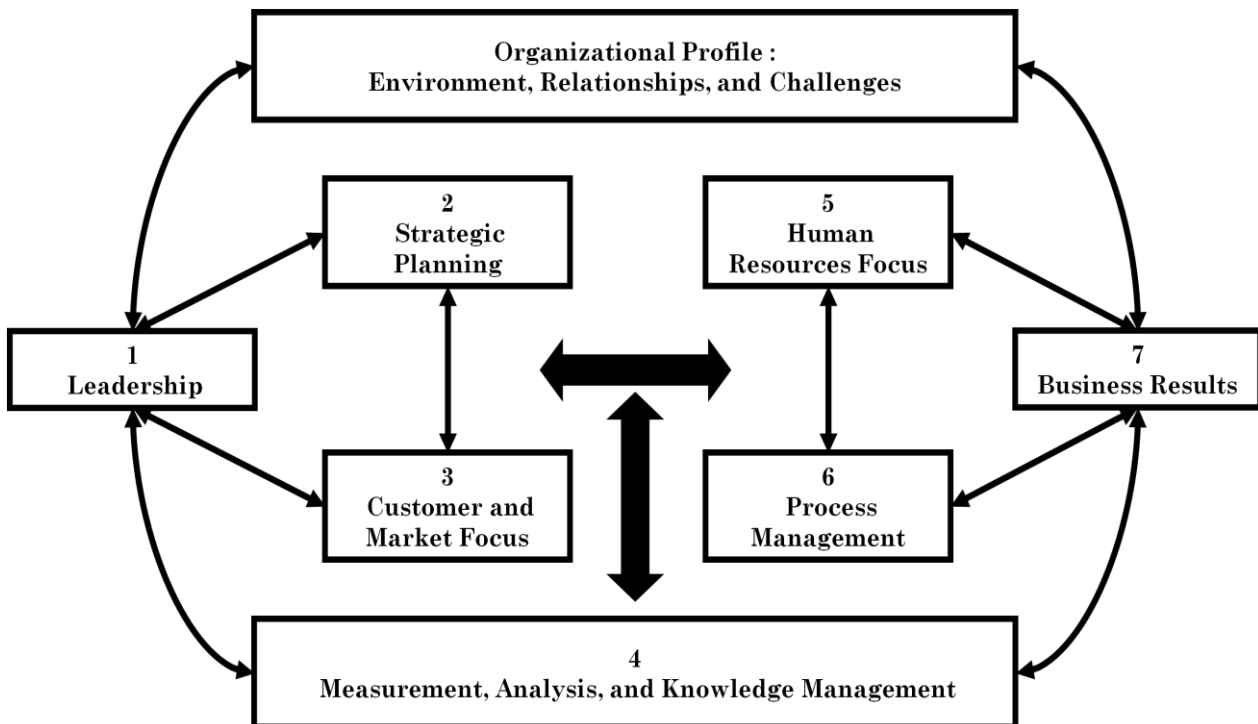 Organizational Profile :
Environment, Relationships, and Challenges
2
Strategic
Planning
5
Human
Resources Focus
1
Leadership
7
Business Results
3
Customer and
Market Focus
6
Process
Management
4
Measurement, Analysis, and Knowledge Management